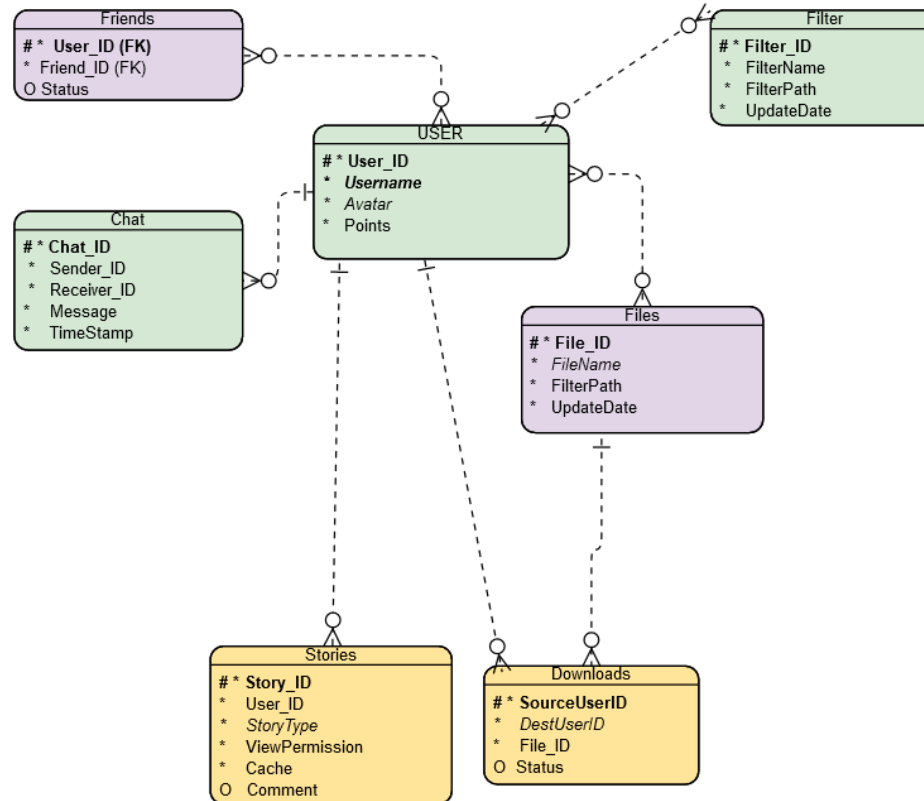 Friends
# * User_ID (FK)
* Friend_ID (FK)
O Status
Filter
# * Filter_ID
* FilterName
* FilterPath
* UpdateDate
USER
# * User_ID
* Username
* Avatar
* Points
Chat
# * Chat_ID
* Sender_ID
* Receiver_ID
* Message
* TimeStamp
Files
# * File_ID
* FileName
* FilterPath
* UpdateDate
Stories
# * Story_ID
* User_ID
* StoryType
* ViewPermission
* Cache
O Comment
Downloads
# * SourceUserID
* DestUserID
* File_ID
O Status